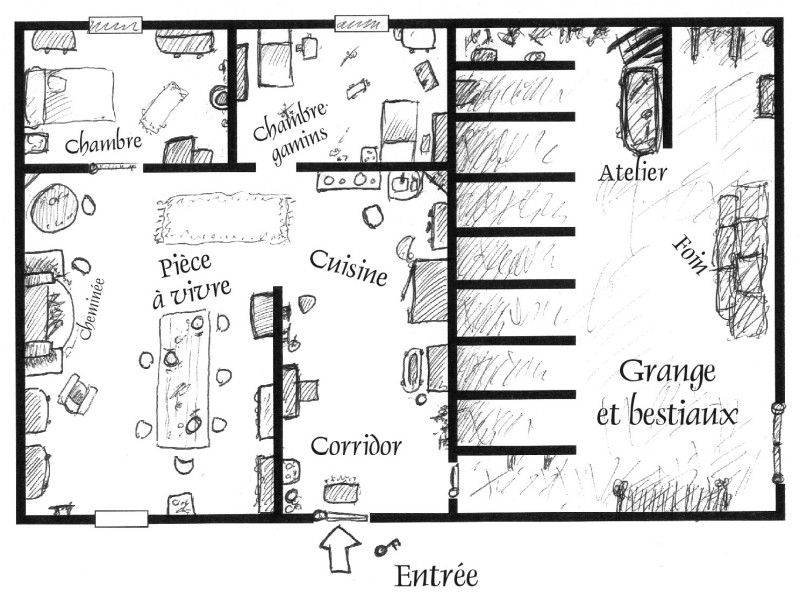 Chambre
Chambre
gamins
Atelier
Pièce
à vivre
Cuisine
Foin
cheminée
Grange
et bestiaux
Corridor
Entrée